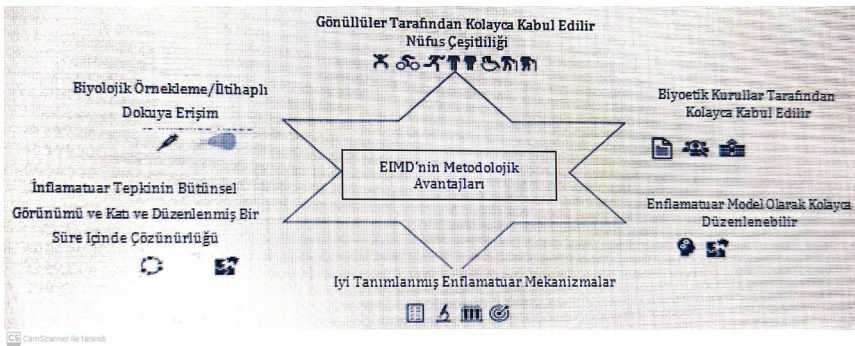 Gönüllüler Tarafından Kolayca Kabul Edilir
Nüfus Çeşitliliği
Biyolojik Örnekleme/İltihaplı
Dokuya Erişim
Biyoetik Kurullar Tarafından
Kolayca Kabul Edilir
EIMD'nin Metodolojik
Avantajları
İnflamatuar Tepkinin Bütünsel
Görünümü ve Katı ve Düzenlenmiş Bir
Süre Içinde Çözünürlüğü
Enflamatuar Model Olarak Kolayca
Düzenlenebilir
Iyi Tanımlanmış Enflamatuar Mekanizmalar
CS CamScanner ile tarandı